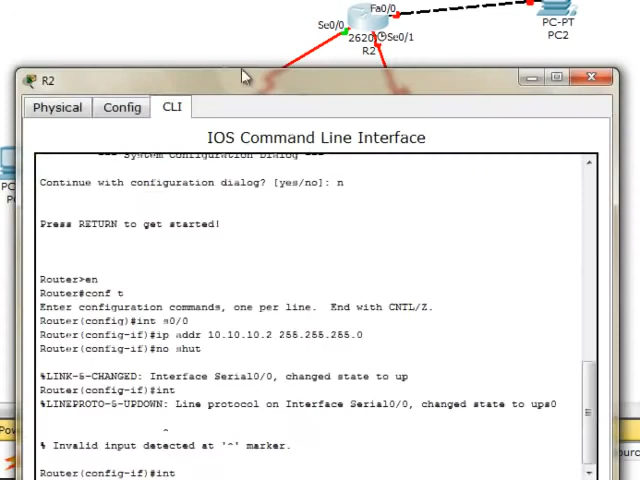 Fa0/0
Se0/0
2620
Se0/1
R2
PC-PT
PC2
R2
Physical
Config
CLI
IOS Command Line Interface
--- System Configuration Dialog ---
Continue with configuration dialog? [yes/no]: n
Press RETURN to get started!
Router>en
Router#conf t
Enter configuration commands, one per line.  End with CNTL/Z.
Router(config)#int s0/0
Router(config-if)#ip addr 10.10.10.2 255.255.255.0
Router(config-if)#no shut
%LINK-5-CHANGED: Interface Serial0/0, changed state to up
Router(config-if)#int
%LINEPROTO-5-UPDOWN: Line protocol on Interface Serial0/0, changed state to ups0
^
% Invalid input detected at '^' marker.
Router(config-if)#int